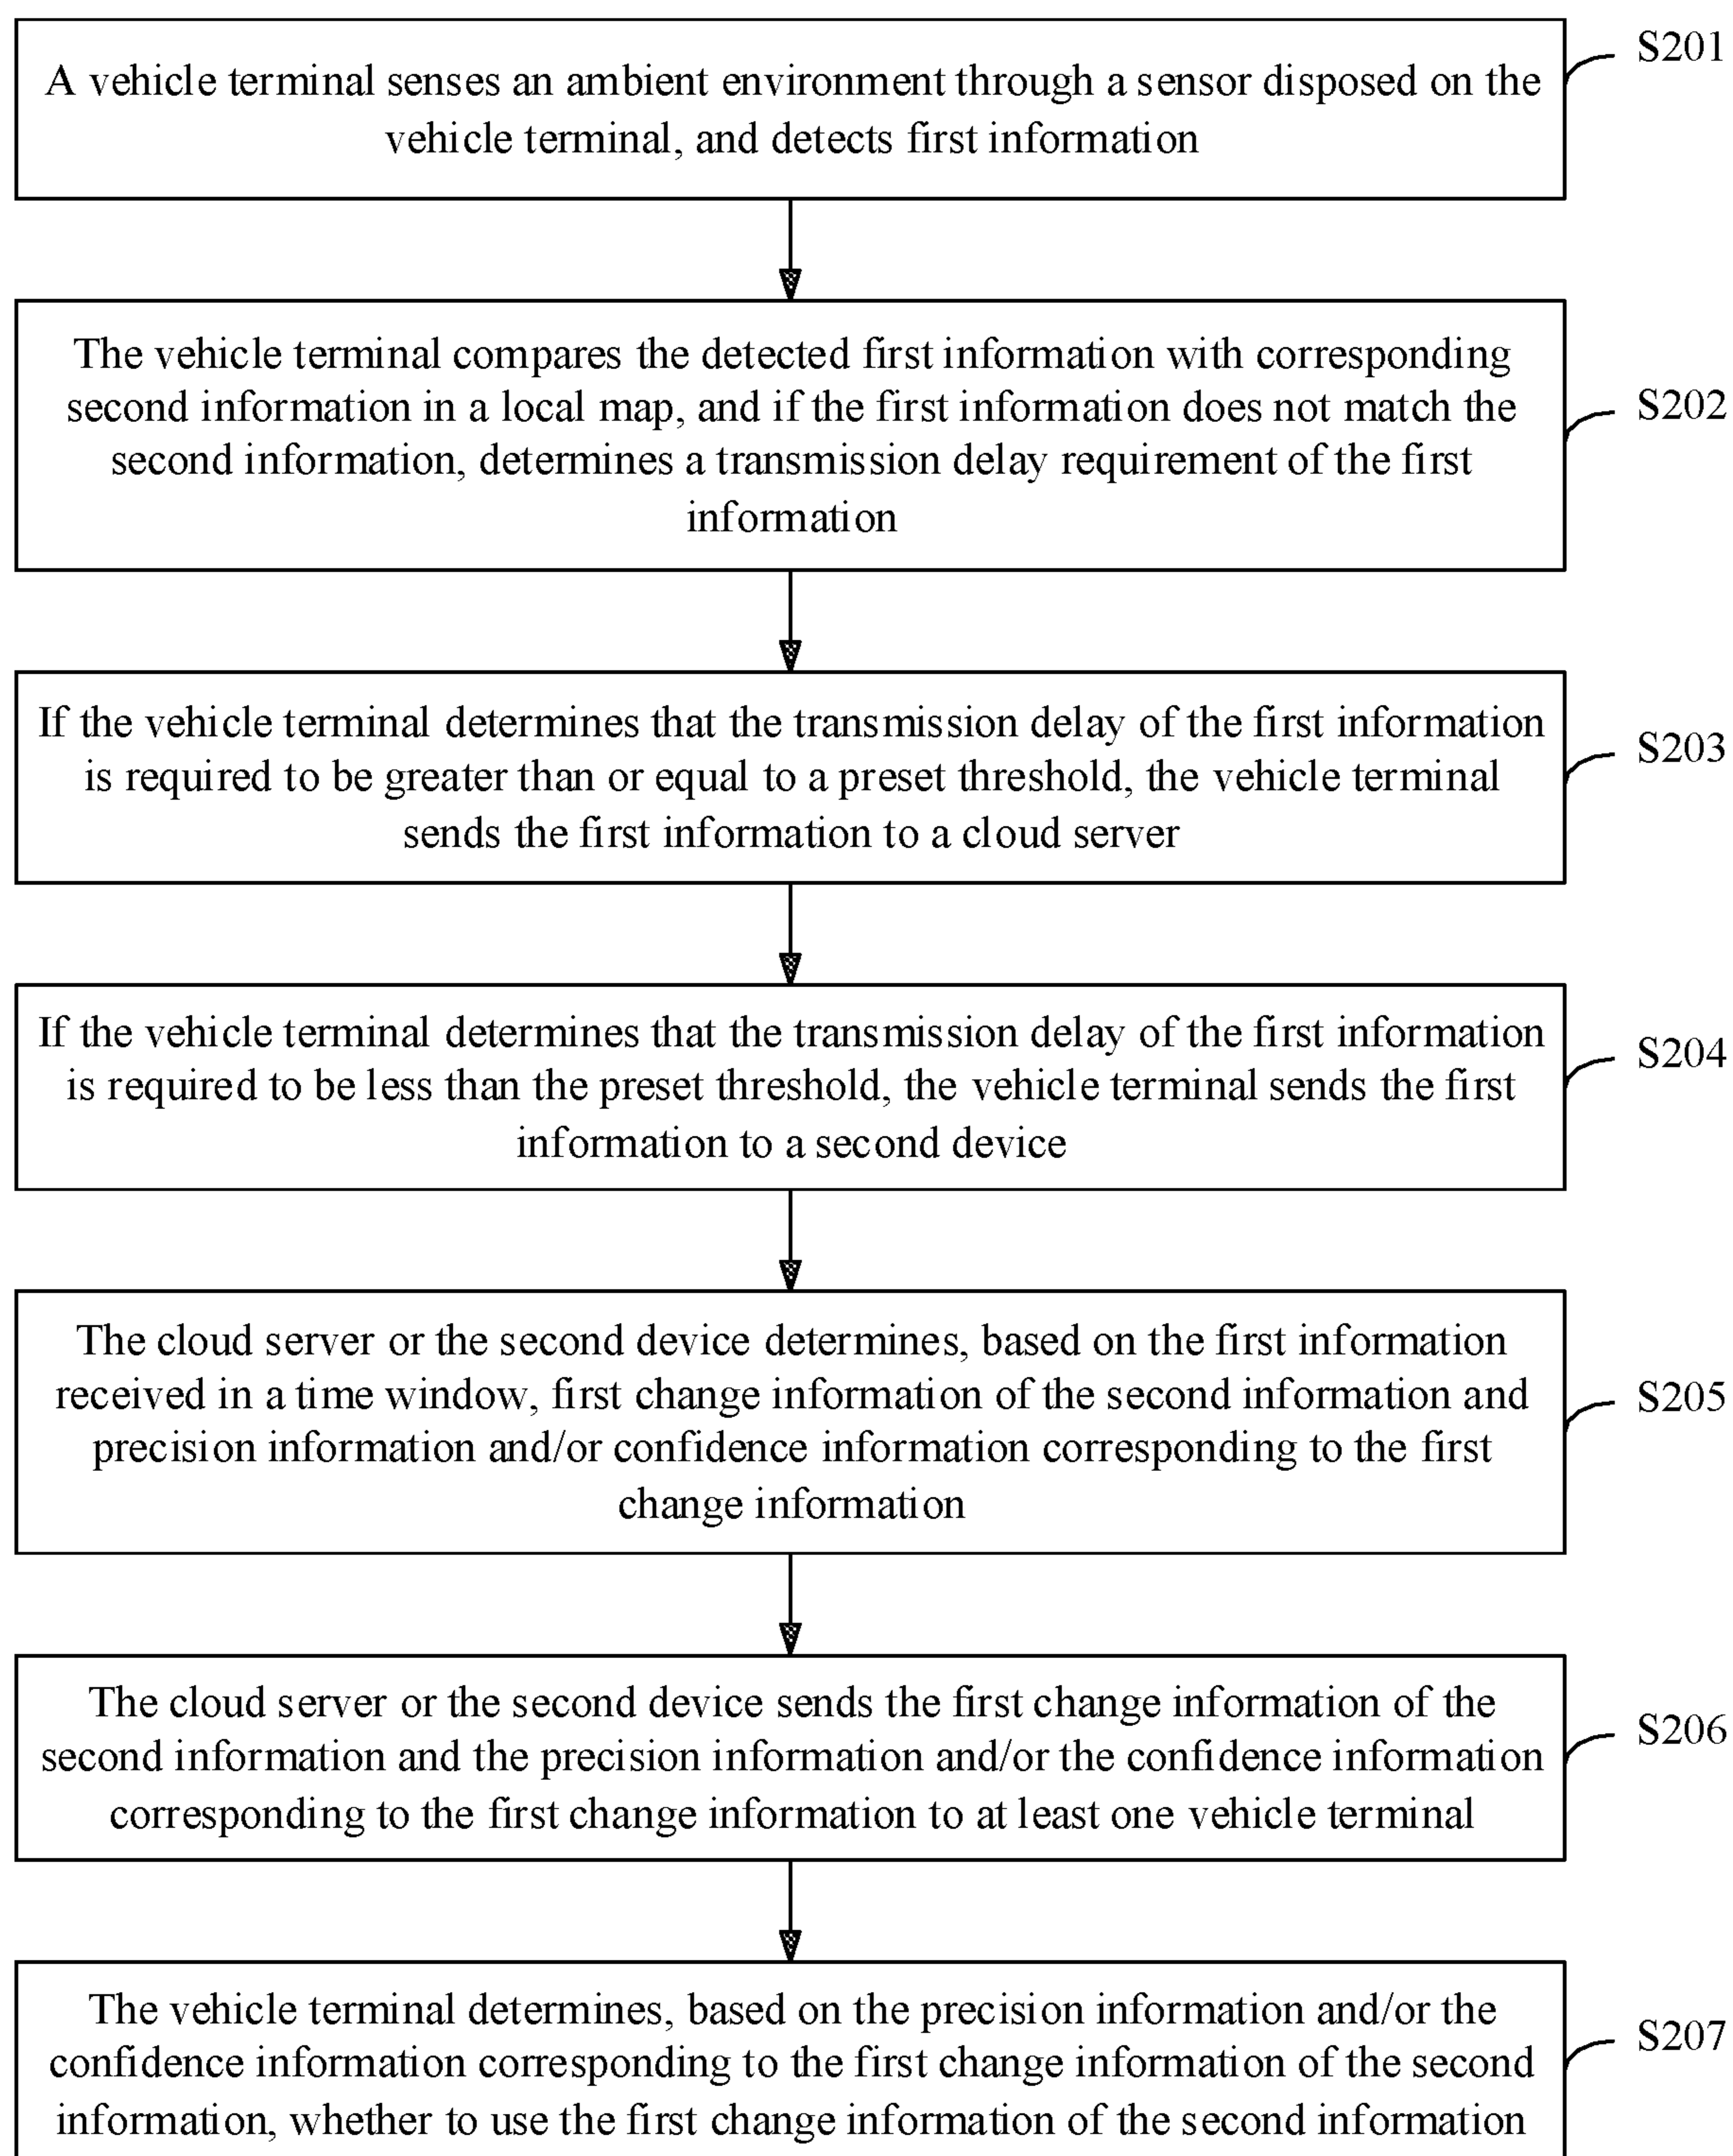 A vehicle terminal senses an ambient environment through a sensor disposed on the
vehicle terminal, and detects first information
S201
The vehicle terminal compares the detected first information with corresponding
second information in a local map, and if the first information does not match the
second information, determines a transmission delay requirement of the first
information
S202
If the vehicle terminal determines that the transmission delay of the first information
is required to be greater than or equal to a preset threshold, the vehicle terminal
sends the first information to a cloud server
S203
If the vehicle terminal determines that the transmission delay of the first information
is required to be less than the preset threshold, the vehicle terminal sends the first
information to a second device
S204
The cloud server or the second device determines, based on the first information
received in a time window, first change information of the second information and
precision information and/or confidence information corresponding to the first
change information
S205
The cloud server or the second device sends the first change information of the
second information and the precision information and/or the confidence information
corresponding to the first change information to at least one vehicle terminal
S206
The vehicle terminal determines, based on the precision information and/or the
confidence information corresponding to the first change information of the second
information, whether to use the first change information of the second information
S207